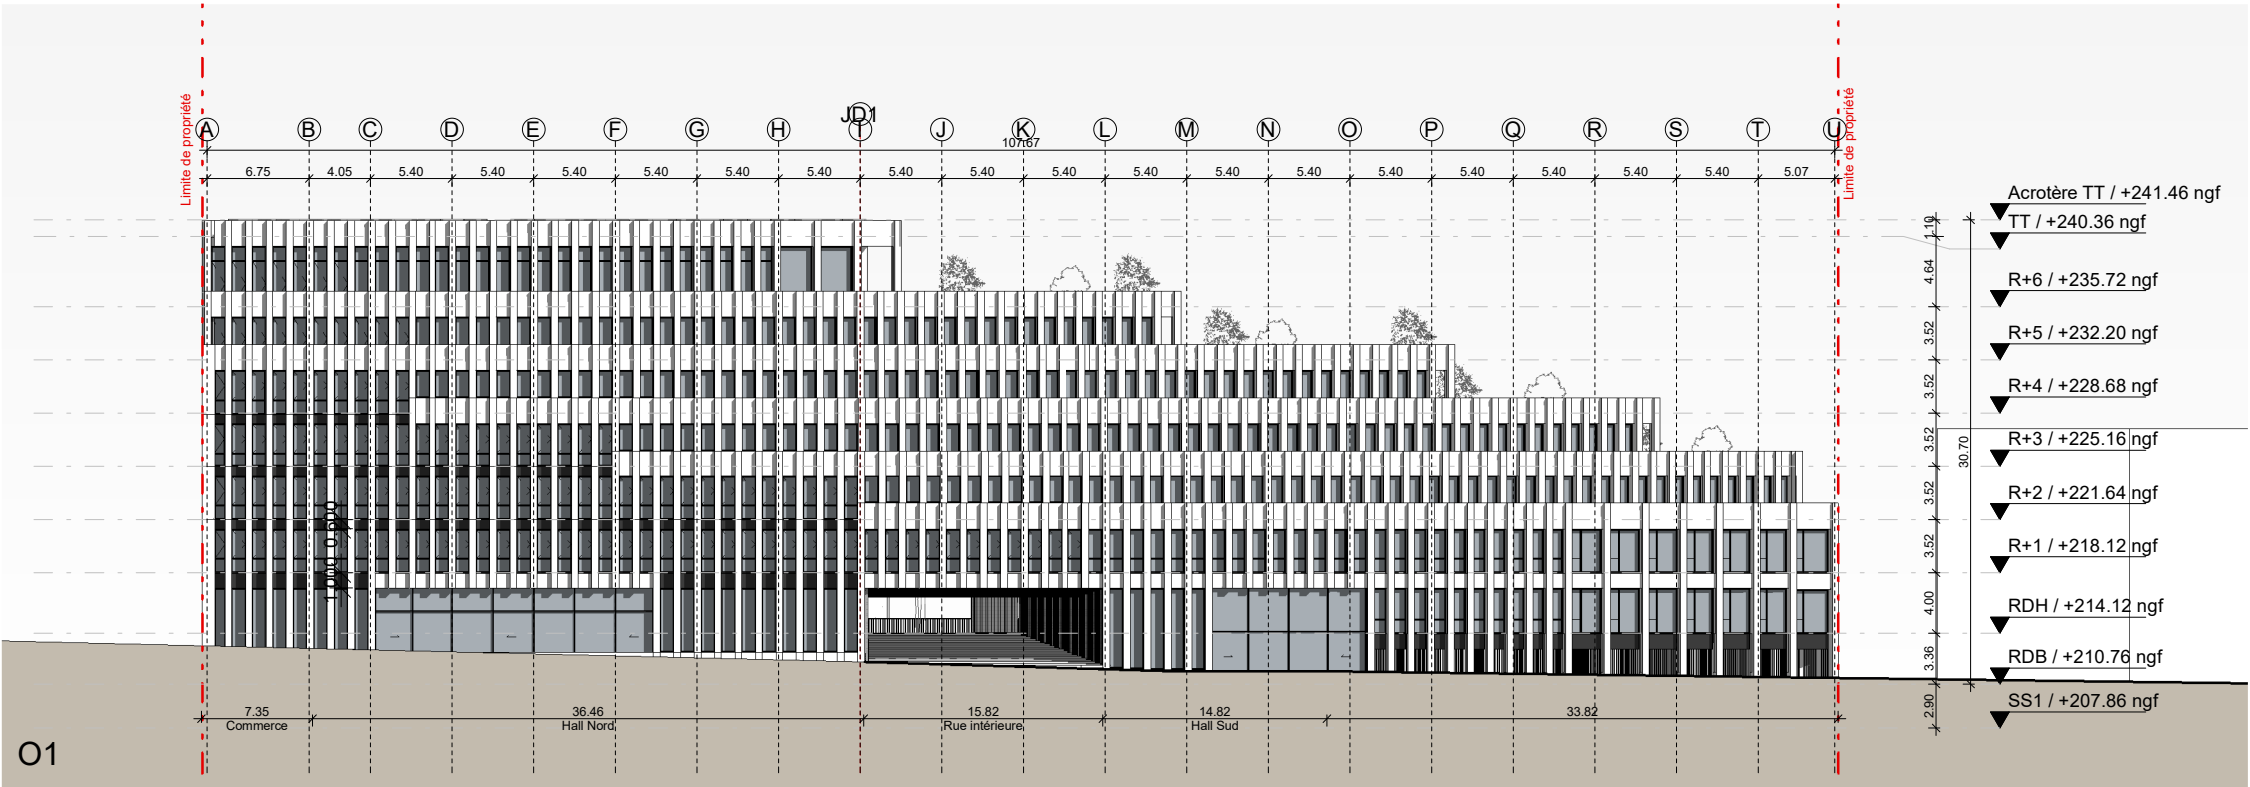 Limite de propriété
Limite de propriété
JD1
A B C D E F G H I J K L M N O P Q R S T U
107.67
6.75 4.05 5.40 5.40 5.40 5.40 5.40 5.40 5.40 5.40 5.40 5.40 5.40 5.40 5.40 5.40 5.40 5.40 5.40 5.07
Acrotère TT / +241.46 ngf
TT / +240.36 ngf
R+6 / +235.72 ngf
R+5 / +232.20 ngf
R+4 / +228.68 ngf
R+3 / +225.16 ngf
R+2 / +221.64 ngf
R+1 / +218.12 ngf
RDH / +214.12 ngf
RDB / +210.76 ngf
SS1 / +207.86 ngf
1.10
4.64
3.52
3.52
3.52
3.52
3.52
4.00
3.36
2.90
30.70
1.000 0.600
7.35 36.46 15.82 14.82 33.82
Commerce Hall Nord Rue intérieure Hall Sud
O1